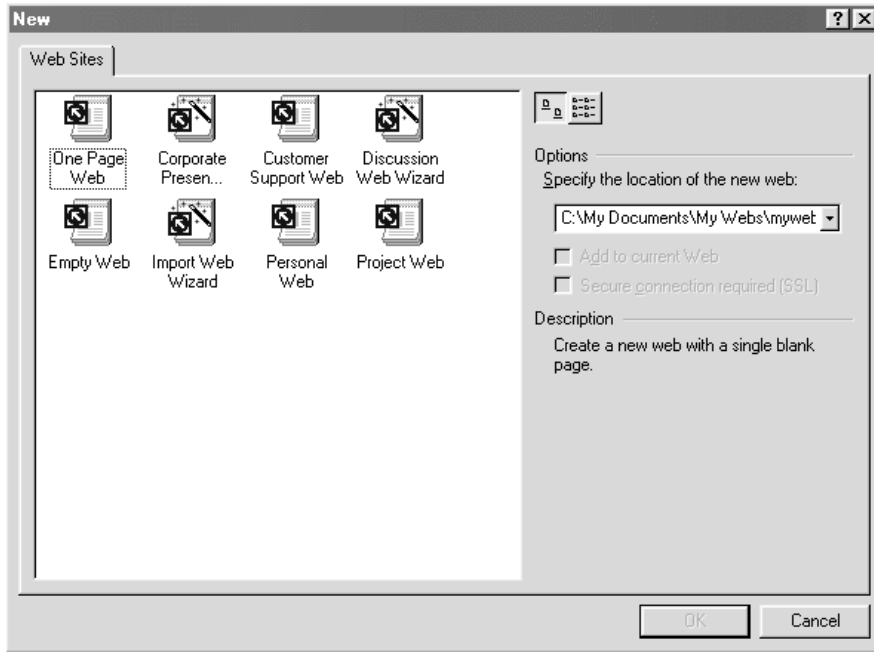 New
Web Sites
One Page Web
Corporate Presen...
Customer Support Web
Discussion Web Wizard
Empty Web
Import Web Wizard
Personal Web
Project Web
Options
Specify the location of the new web:
C:\My Documents\My Webs\myweb
Add to current Web
Secure connection required (SSL)
Description
Create a new web with a single blank
page.
OK
Cancel